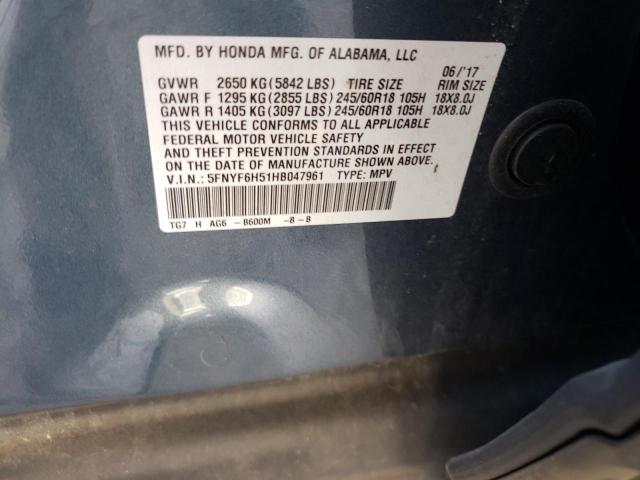 MFD. BY HONDA MFG. OF ALABAMA, LLC
06/'17
GVWR 2650 KG(5842 LBS) TIRE SIZE RIM SIZE
GAWR F 1295 KG(2855 LBS)245/60R18 105H 18X8.0J
GAWR R 1405 KG(3097 LBS)245/60R18 105H 18X8.0J
THIS VEHICLE CONFORMS TO ALL APPLICABLE
FEDERAL MOTOR VEHICLE SAFETY
AND THEFT PREVENTION STANDARDS IN EFFECT
ON THE DATE OF MANUFACTURE SHOWN ABOVE.
V.I.N.: 5FNYF6H51HB047961 TYPE: MPV
TG7 H AG6 -B600M -8-8